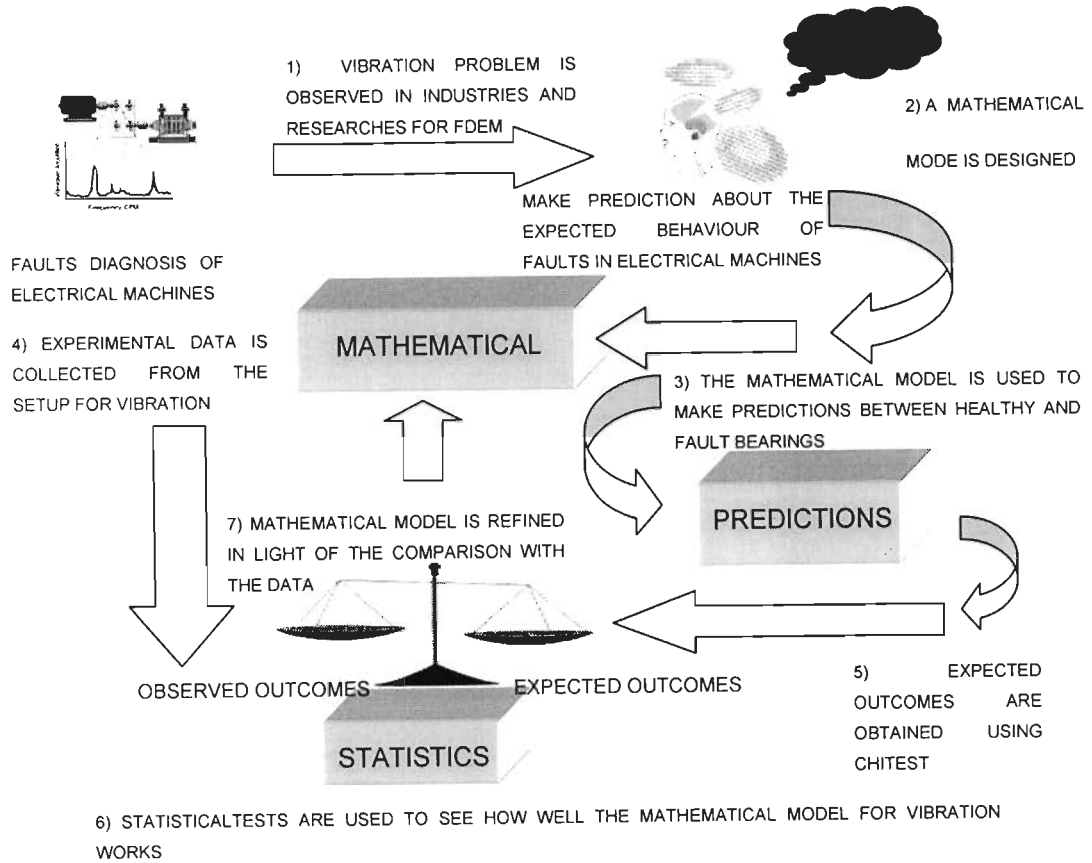 1) VIBRATION PROBLEM IS
OBSERVED IN INDUSTRIES AND
RESEARCHES FOR FDEM
2) A MATHEMATICAL
MODE IS DESIGNED
Frequency CPM
MAKE PREDICTION ABOUT THE
EXPECTED BEHAVIOUR OF
FAULTS IN ELECTRICAL MACHINES
FAULTS DIAGNOSIS OF
ELECTRICAL MACHINES
MATHEMATICAL
4) EXPERIMENTAL DATA IS
COLLECTED FROM THE
SETUP FOR VIBRATION
3) THE MATHEMATICAL MODEL IS USED TO
MAKE PREDICTIONS BETWEEN HEALTHY AND
FAULT BEARINGS
PREDICTIONS
7) MATHEMATICAL MODEL IS REFINED
IN LIGHT OF THE COMPARISON WITH
THE DATA
OBSERVED OUTCOMES
EXPECTED OUTCOMES
5) EXPECTED
OUTCOMES ARE
OBTAINED USING
CHITEST
STATISTICS
6) STATISTICALTESTS ARE USED TO SEE HOW WELL THE MATHEMATICAL MODEL FOR VIBRATION
WORKS